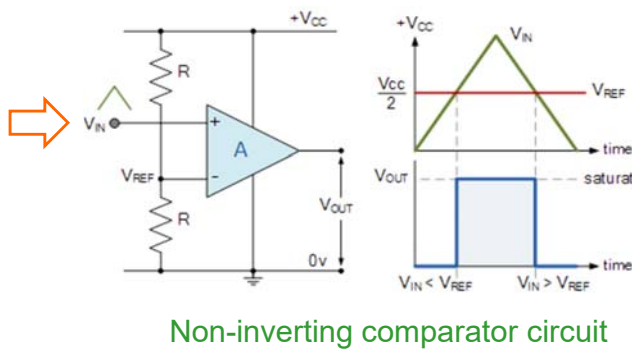 +Vcc
R
VIN
+
A
VREF
-
R
VOUT
0v
+Vcc
VIN
Vcc
2
VREF
time
VOUT
saturat
time
VIN < VREF
VIN > VREF
Non-inverting comparator circuit